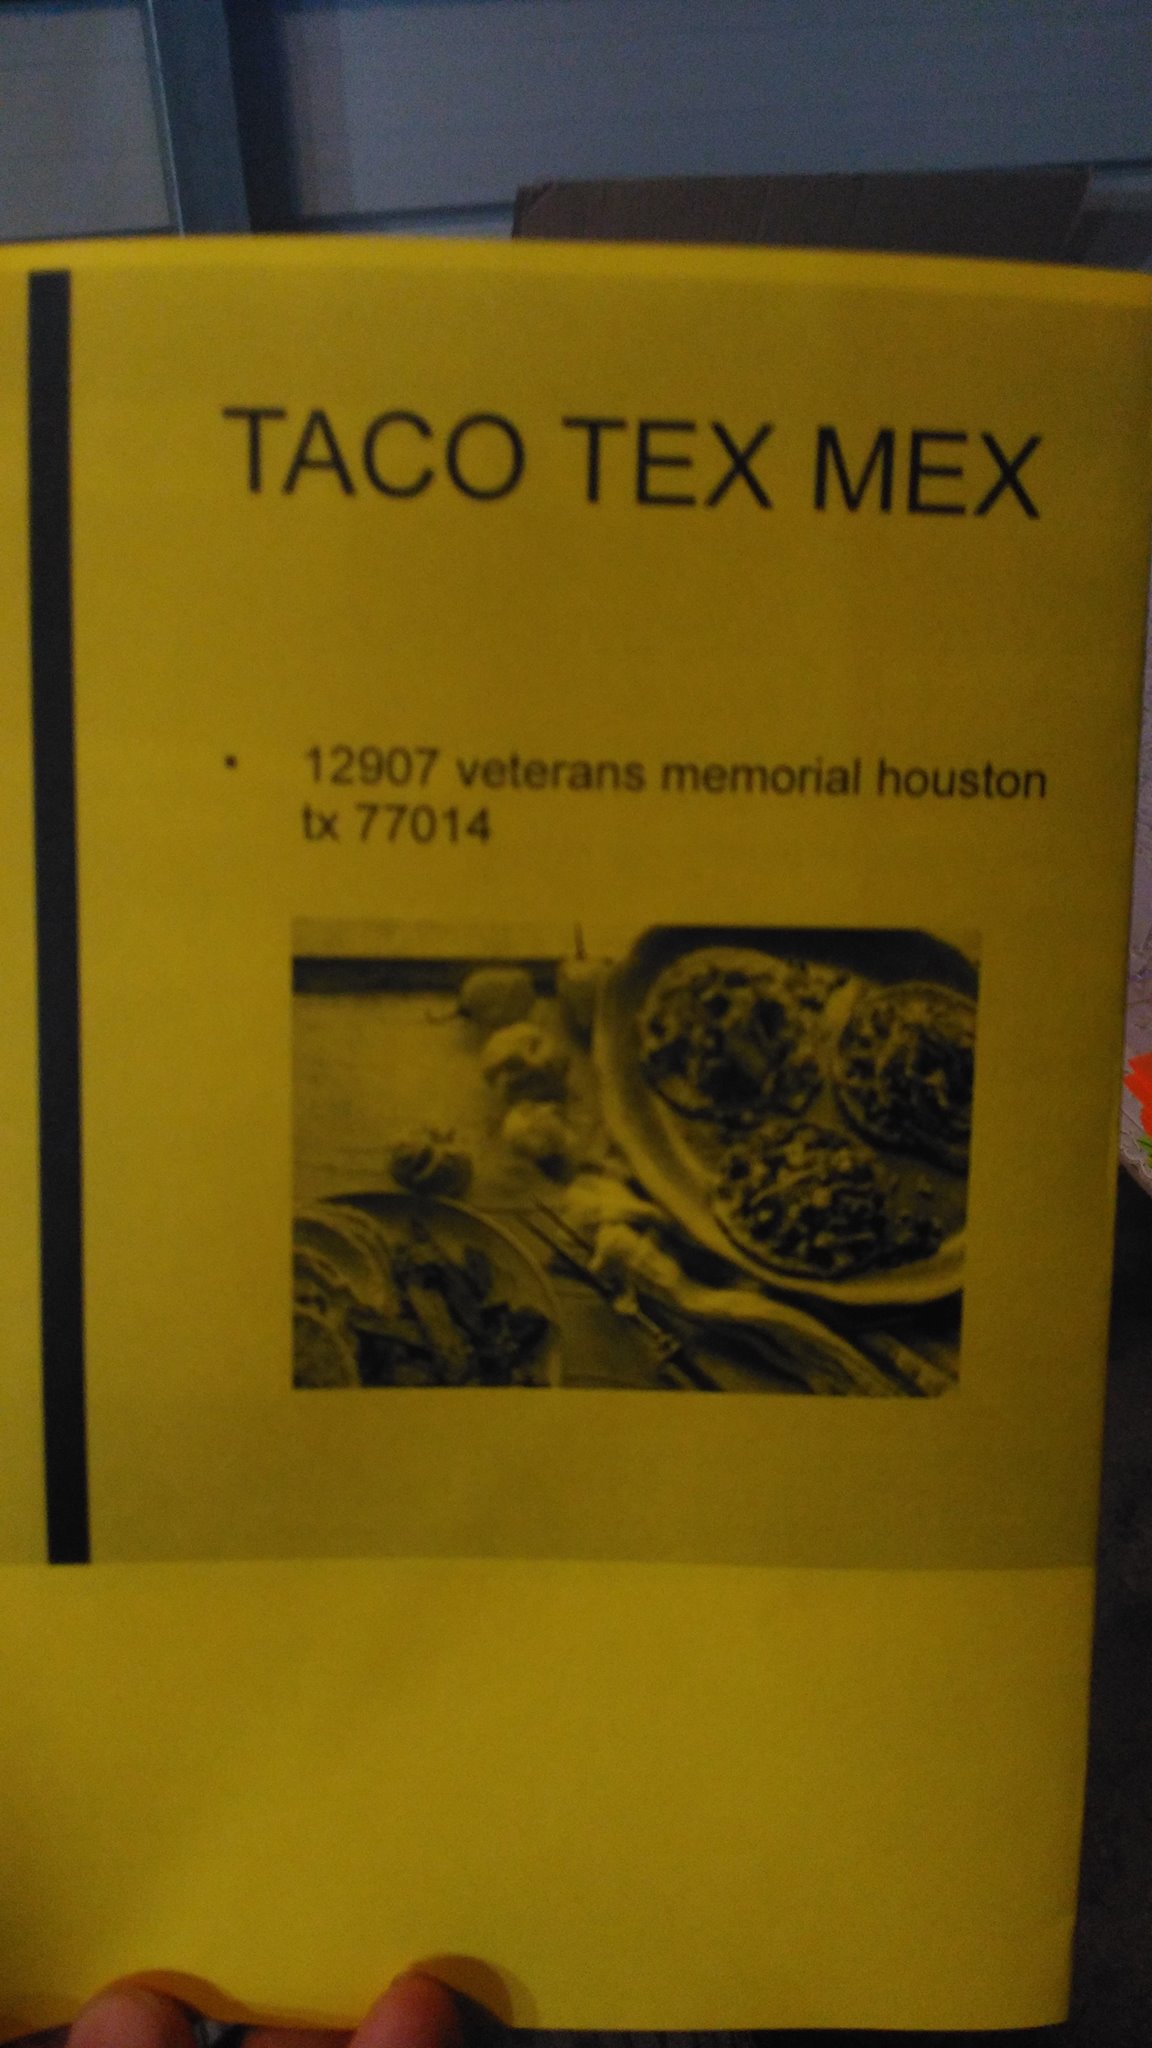 TACO TEX MEX
▪ 12907 veterans memorial houston
tx 77014